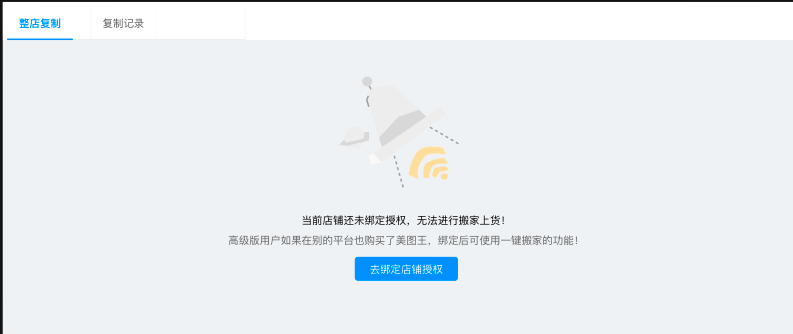 整店复制
复制记录
当前店铺还未绑定授权，无法进行搬家上货！
高级版用户如果在别的平台也购买了美图王，绑定后可使用一键搬家的功能！
去绑定店铺授权